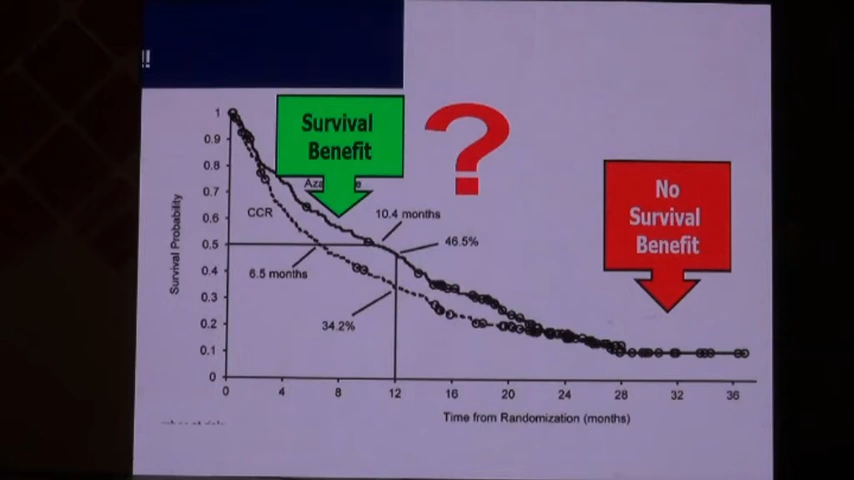 !!
Survival
Benefit
?
No
Survival
Benefit
1
0.9
0.8
0.7
0.6
0.5
0.4
0.3
0.2
0.1
0
Survival Probability
CCR
10.4 months
46.5%
6.5 months
34.2%
0 4 8 12 16 20 24 28 32 36
Time from Randomization (months)